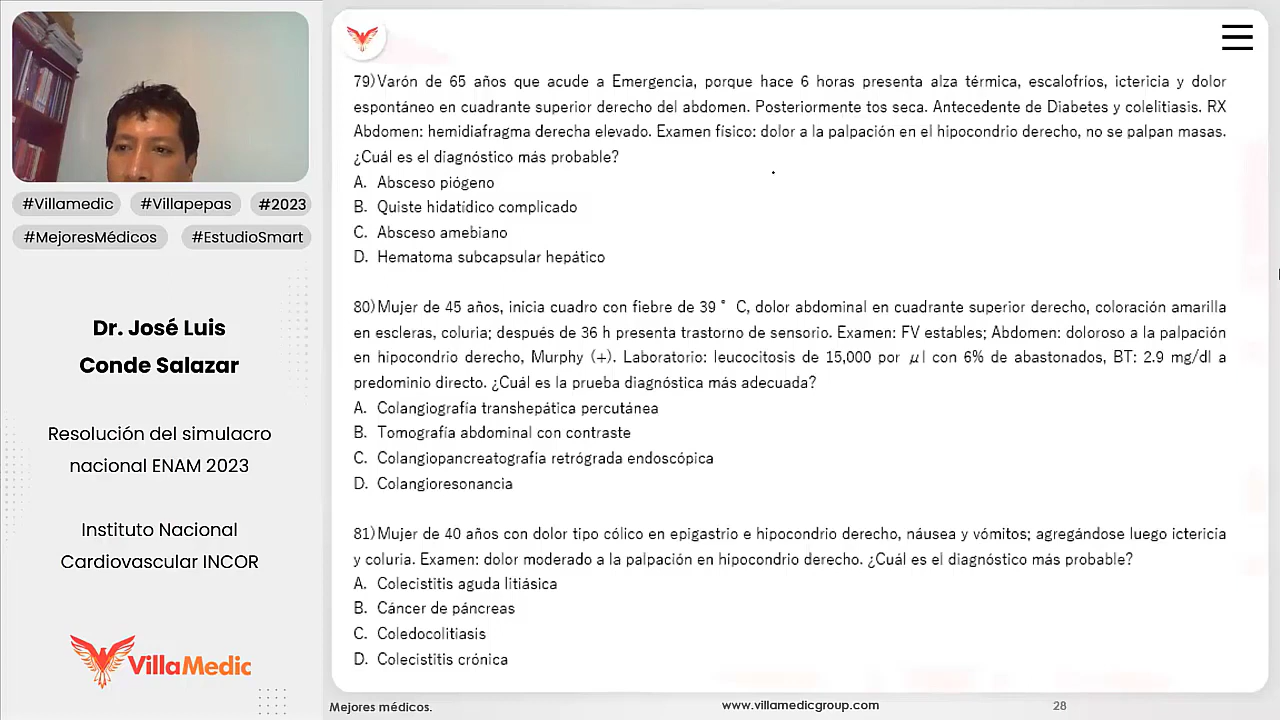 #Villamedic #Villapepas #2023
#MejoresMédicos #EstudioSmart
Dr. José Luis
Conde Salazar
Resolución del simulacro
nacional ENAM 2023
Instituto Nacional
Cardiovascular INCOR
VillaMedic
79) Varón de 65 años que acude a Emergencia, porque hace 6 horas presenta alza térmica, escalofríos, ictericia y dolor
espontáneo en cuadrante superior derecho del abdomen. Posteriormente tos seca. Antecedente de Diabetes y colelitiasis. RX
Abdomen: hemidiafragma derecha elevado. Examen físico: dolor a la palpación en el hipocondrio derecho, no se palpan masas.
¿Cuál es el diagnóstico más probable?
A. Absceso piógeno
B. Quiste hidatídico complicado
C. Absceso amebiano
D. Hematoma subcapsular hepático
80) Mujer de 45 años, inicia cuadro con fiebre de 39° C, dolor abdominal en cuadrante superior derecho, coloración amarilla
en escleras, coluria; después de 36 h presenta trastorno de sensorio. Examen: FV estables; Abdomen: doloroso a la palpación
en hipocondrio derecho, Murphy (+). Laboratorio: leucocitosis de 15,000 por μl con 6% de abastonados, BT: 2.9 mg/dl a
predominio directo. ¿Cuál es la prueba diagnóstica más adecuada?
A. Colangiografía transhepática percutánea
B. Tomografía abdominal con contraste
C. Colangiopancreatografía retrógrada endoscópica
D. Colangioresonancia
81) Mujer de 40 años con dolor tipo cólico en epigastrio e hipocondrio derecho, náusea y vómitos; agregándose luego ictericia
y coluria. Examen: dolor moderado a la palpación en hipocondrio derecho. ¿Cuál es el diagnóstico más probable?
A. Colecistitis aguda litiásica
B. Cáncer de páncreas
C. Coledocolitiasis
D. Colecistitis crónica
Mejores médicos. www.villamedicgroup.com 28